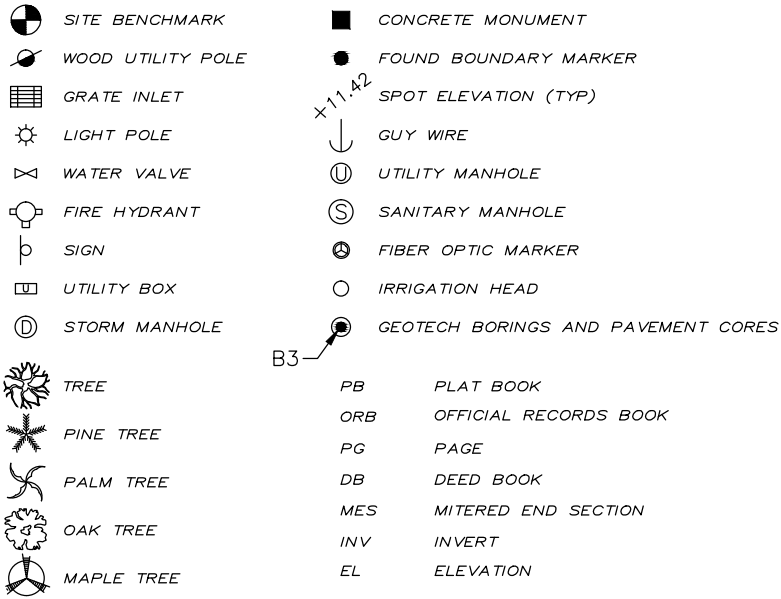 SITE BENCHMARK
WOOD UTILITY POLE
GRATE INLET
LIGHT POLE
WATER VALVE
FIRE HYDRANT
SIGN
U UTILITY BOX
D STORM MANHOLE
TREE
PINE TREE
PALM TREE
OAK TREE
MAPLE TREE
CONCRETE MONUMENT
FOUND BOUNDARY MARKER
+11.42 SPOT ELEVATION (TYP)
GUY WIRE
U UTILITY MANHOLE
S SANITARY MANHOLE
FIBER OPTIC MARKER
IRRIGATION HEAD
GEOTECH BORINGS AND PAVEMENT CORES
B3
PB PLAT BOOK
ORB OFFICIAL RECORDS BOOK
PG PAGE
DB DEED BOOK
MES MITERED END SECTION
INV INVERT
EL ELEVATION